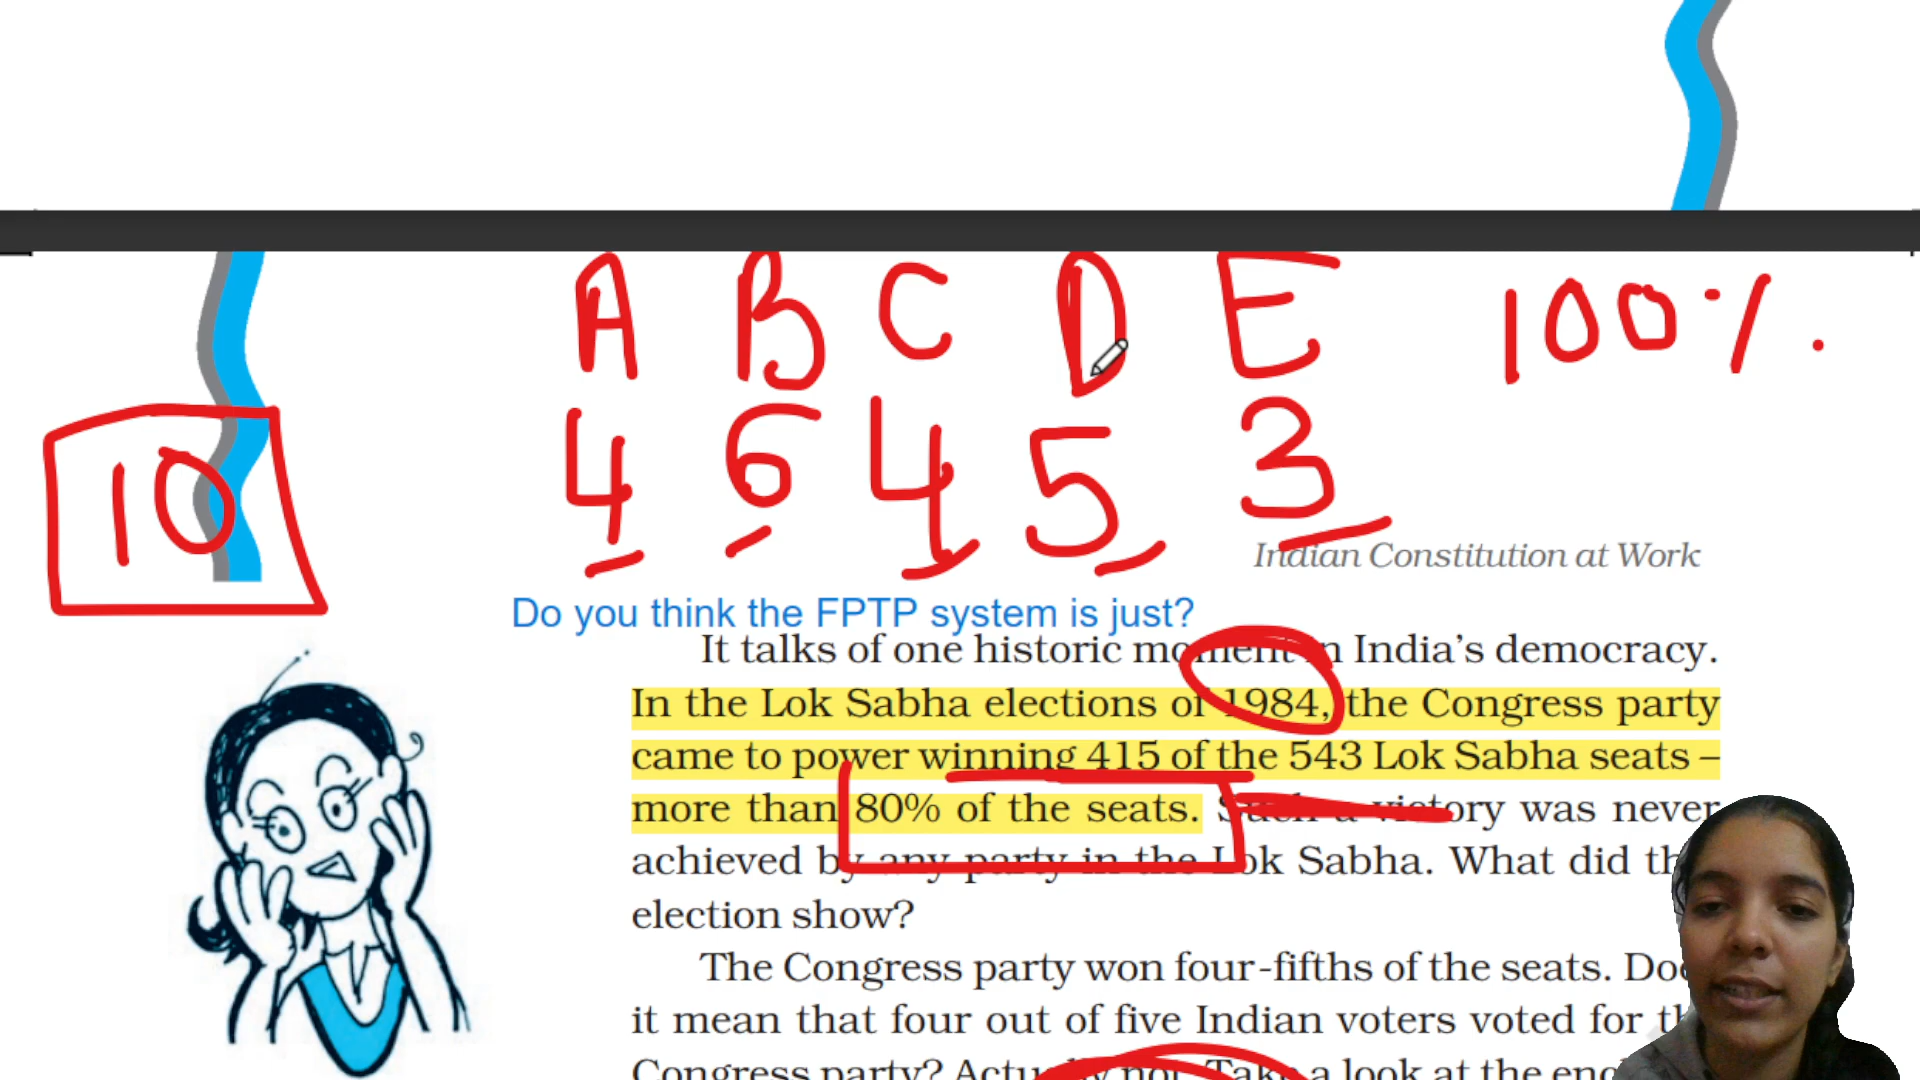 A B C D E 100%.
4 6 4 5 3
10
Indian Constitution at Work
Do you think the FPTP system is just?
It talks of one historic moment in India's democracy.
In the Lok Sabha elections of 1984, the Congress party
came to power winning 415 of the 543 Lok Sabha seats –
more than 80% of the seats. Such a victory was never
achieved by any party in the Lok Sabha. What did
election show?
The Congress party won four-fifths of the seats.
it mean that four out of five Indian voters voted for
Congress party? Actually not. Take a look at the